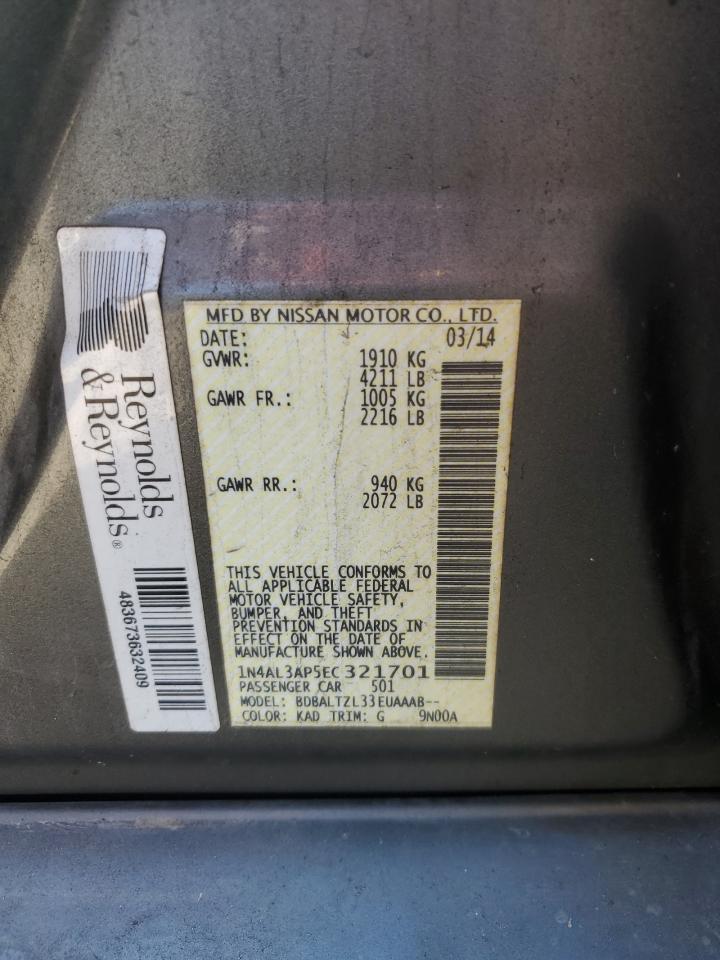 MFD BY NISSAN MOTOR CO., LTD.
DATE: 03/14
GVWR: 1910 KG
4211 LB
GAWR FR.: 1005 KG
2216 LB
GAWR RR.: 940 KG
2072 LB
THIS VEHICLE CONFORMS TO
ALL APPLICABLE FEDERAL
MOTOR VEHICLE SAFETY,
BUMPER, AND THEFT
PREVENTION STANDARDS IN
EFFECT ON THE DATE OF
MANUFACTURE SHOWN ABOVE.
1N4AL3AP5EC321701
PASSENGER CAR 501
MODEL: BDBALTZL33EUAAAB--
COLOR: KAD TRIM: G 9N00A
Reynolds
& Reynolds®
483673632409